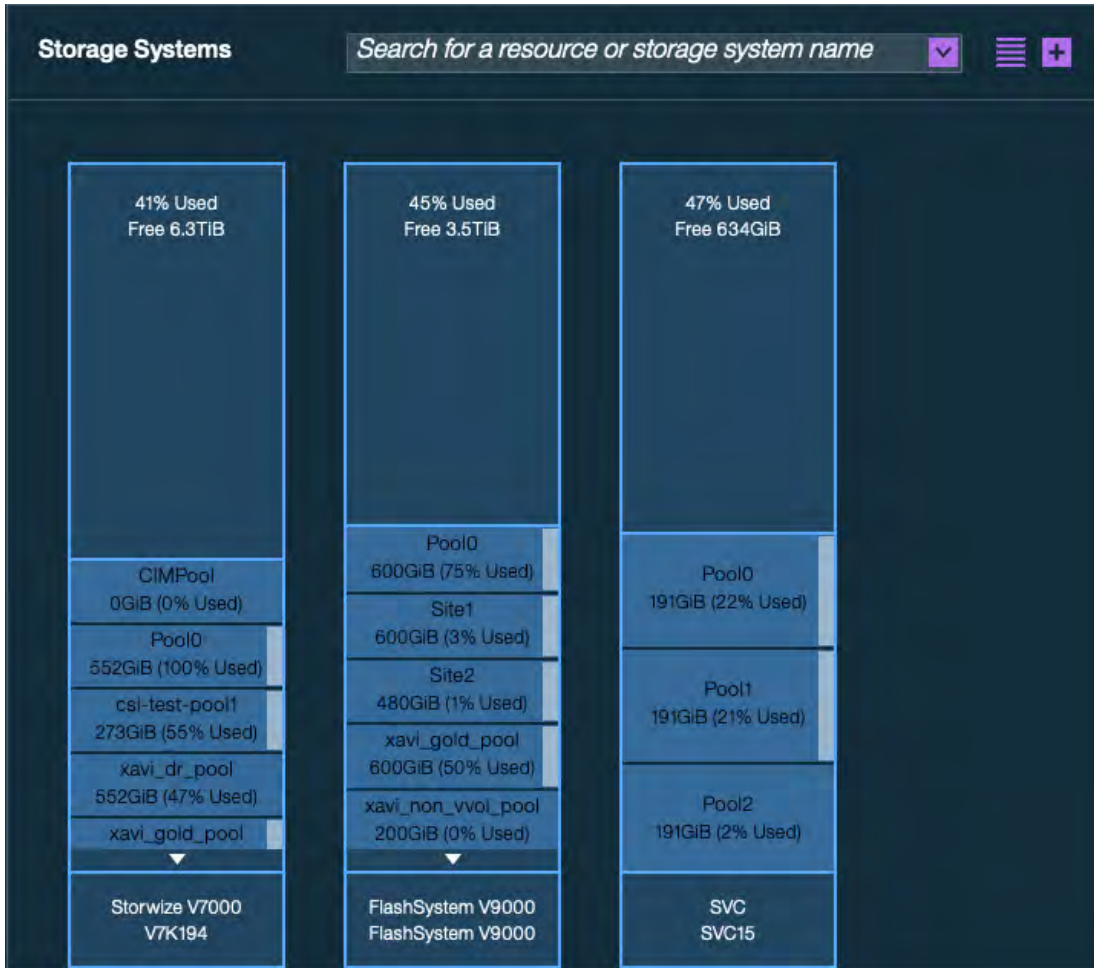 Storage Systems
Search for a resource or storage system name
41% Used
Free 6.3TiB
CIMPool
0GiB (0% Used)
Pool0
552GiB (100% Used)
csl-test-pool1
273GiB (55% Used)
xavi_dr_pool
552GiB (47% Used)
xavi_gold_pool
Storwize V7000
V7K194
45% Used
Free 3.5TiB
Pool0
600GiB (75% Used)
Site1
600GiB (3% Used)
Site2
480GiB (1% Used)
xavi_gold_pool
600GiB (50% Used)
xavi_non_vvol_pool
200GiB (0% Used)
FlashSystem V9000
FlashSystem V9000
47% Used
Free 634GiB
Pool0
191GiB (22% Used)
Pool1
191GiB (21% Used)
Pool2
191GiB (2% Used)
SVC
SVC15